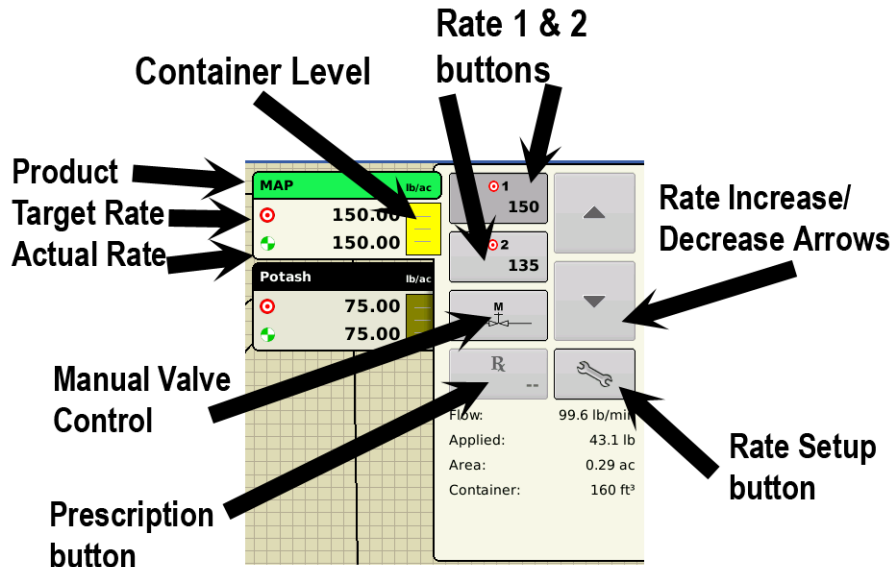 Rate 1 & 2
buttons
Container Level
Product
Target Rate
Actual Rate
MAP lb/ac
150.00
150.00
Potash lb/ac
75.00
75.00
1
150
2
135
M
Rx
--
Rate Increase/
Decrease Arrows
Manual Valve
Control
Flow: 99.6 lb/min
Applied: 43.1 lb
Area: 0.29 ac
Container: 160 ft³
Rate Setup
button
Prescription
button